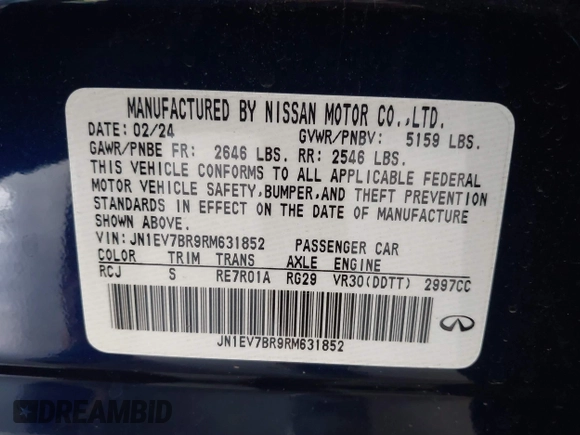 MANUFACTURED BY NISSAN MOTOR CO.,LTD.
DATE: 02/24 GVWR/PNBV: 5159 LBS.
GAWR/PNBE FR: 2646 LBS. RR: 2546 LBS.
THIS VEHICLE CONFORMS TO ALL APPLICABLE FEDERAL
MOTOR VEHICLE SAFETY,BUMPER,AND THEFT PREVENTION
STANDARDS IN EFFECT ON THE DATE OF MANUFACTURE
SHOWN ABOVE.
VIN: JN1EV7BR9RM631852 PASSENGER CAR
COLOR TRIM TRANS AXLE ENGINE
RCJ S RE7R01A RG29 VR30(DDTT) 2997CC
JN1EV7BR9RM631852
DREAMBID